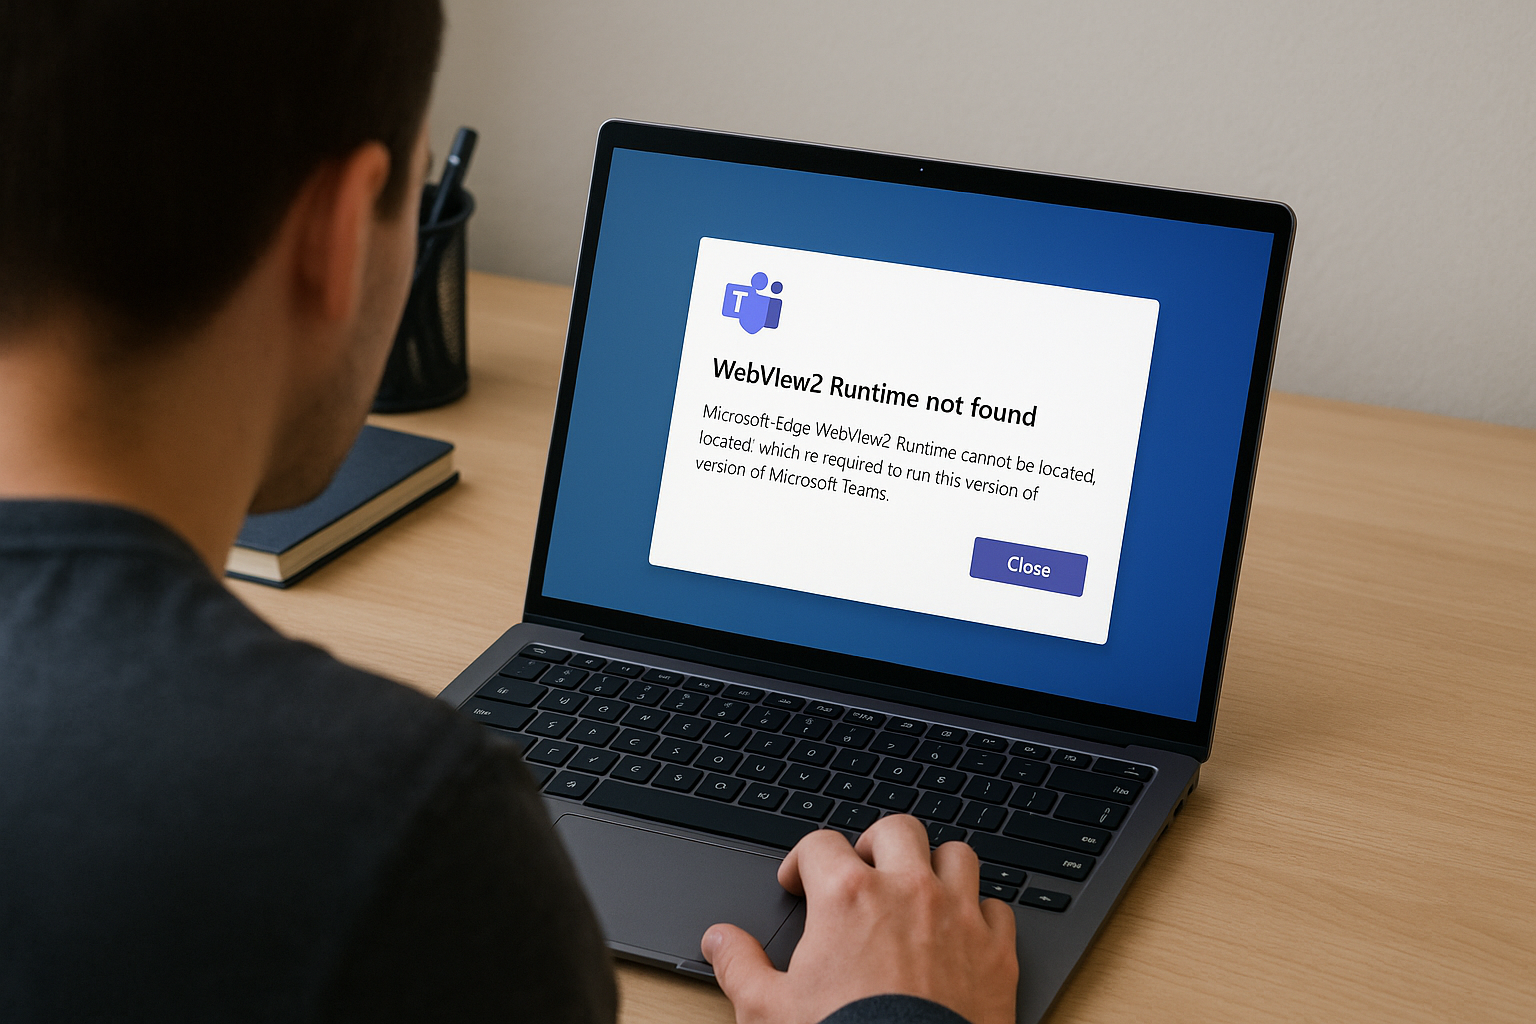 T
WebVIew2 Runtime not found
Microsoft-Edge WebVIew2 Runtime cannot be located,
located.' which re required to run this version of
version of Microsoft Teams.
Close